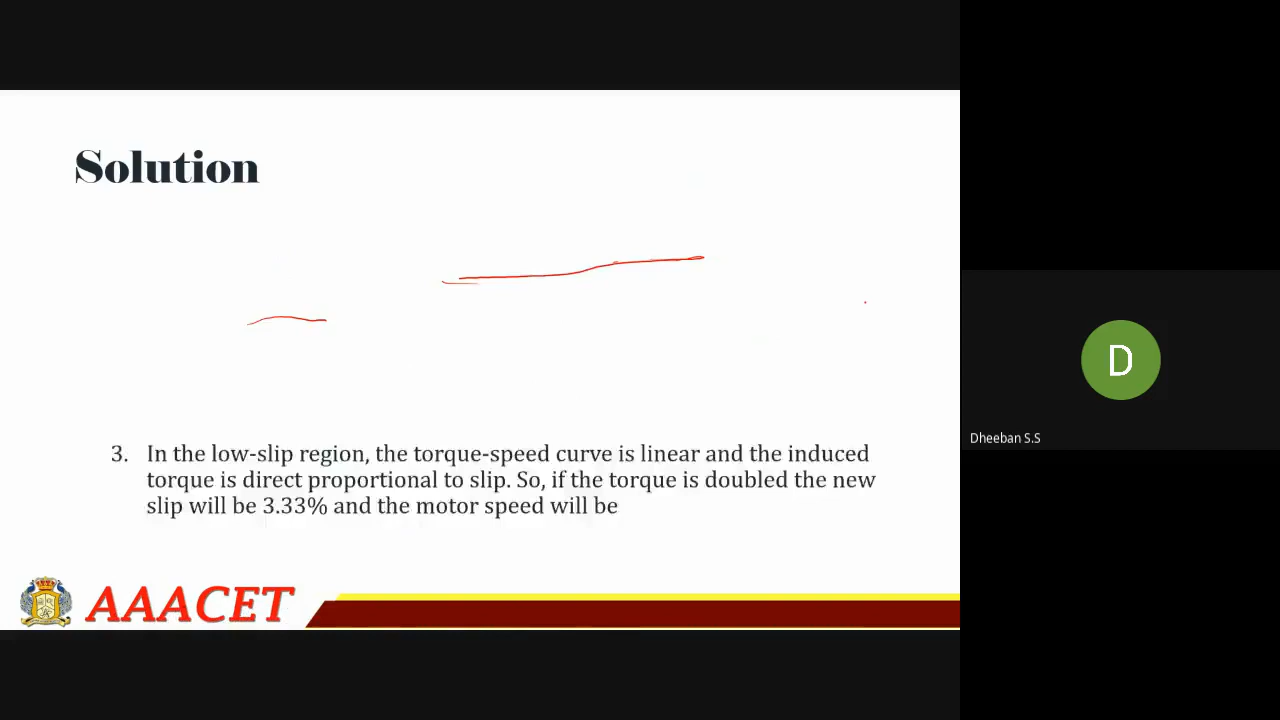 Solution
3. In the low-slip region, the torque-speed curve is linear and the induced
torque is direct proportional to slip. So, if the torque is doubled the new
slip will be 3.33% and the motor speed will be
AAACET
D
Dheeban S.S